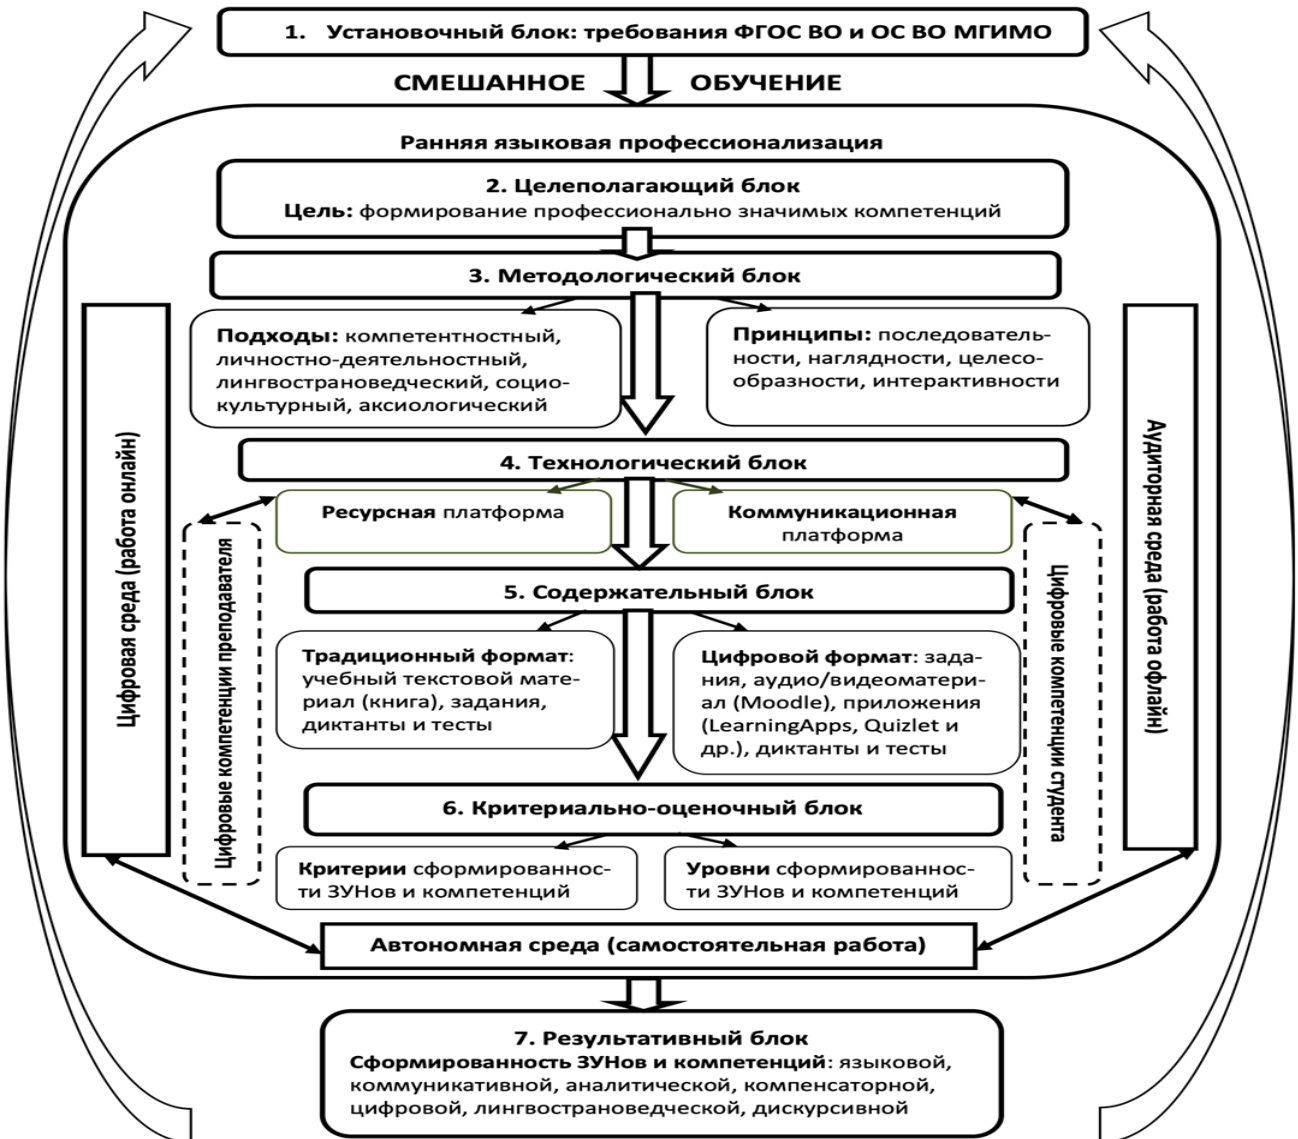 1. Установочный блок: требования ФГОС ВО и ОС ВО МГИМО
СМЕШАННОЕ ОБУЧЕНИЕ
Ранняя языковая профессионализация
2. Целеполагающий блок
Цель: формирование профессионально значимых компетенций
3. Методологический блок
Подходы: компетентностный,
личностно-деятельностный,
лингвострановедческий, социо-
культурный, аксиологический
Принципы: последователь-
ности, наглядности, целесо-
образности, интерактивности
Цифровая среда (работа онлайн)
Аудиторная среда (работа офлайн)
4. Технологический блок
Ресурсная платформа
Коммуникационная
платформа
Цифровые компетенции преподавателя
Цифровые компетенции студента
5. Содержательный блок
Традиционный формат:
учебный текстовой мате-
риал (книга), задания,
диктанты и тесты
Цифровой формат: зада-
ния, аудио/видеоматери-
ал (Moodle), приложения
(LearningApps, Quizlet и
др.), диктанты и тесты
6. Критериально-оценочный блок
Критерии сформированнос-
ти ЗУНов и компетенций
Уровни сформированнос-
ти ЗУНов и компетенций
Автономная среда (самостоятельная работа)
7. Результативный блок
Сформированность ЗУНов и компетенций: языковой,
коммуникативной, аналитической, компенсаторной,
цифровой, лингвострановедческой, дискурсивной